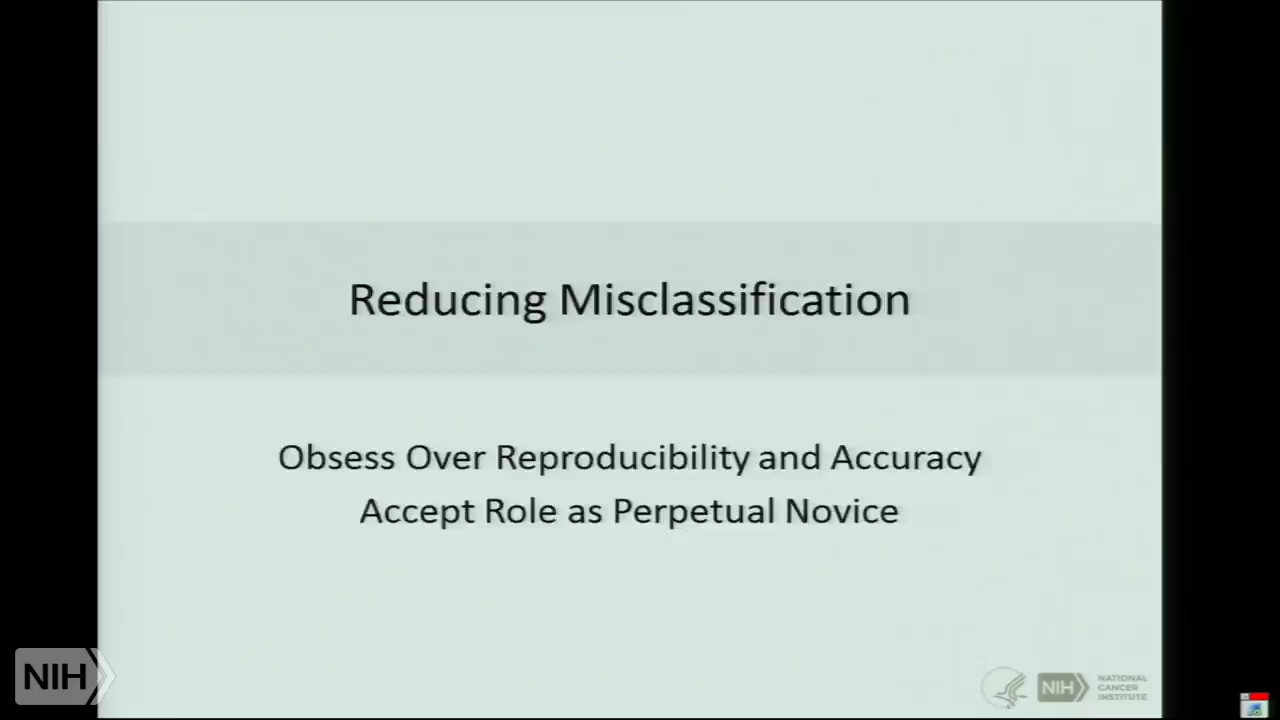 Reducing Misclassification
Obsess Over Reproducibility and Accuracy
Accept Role as Perpetual Novice
NIH
NIH
NATIONAL
CANCER
INSTITUTE